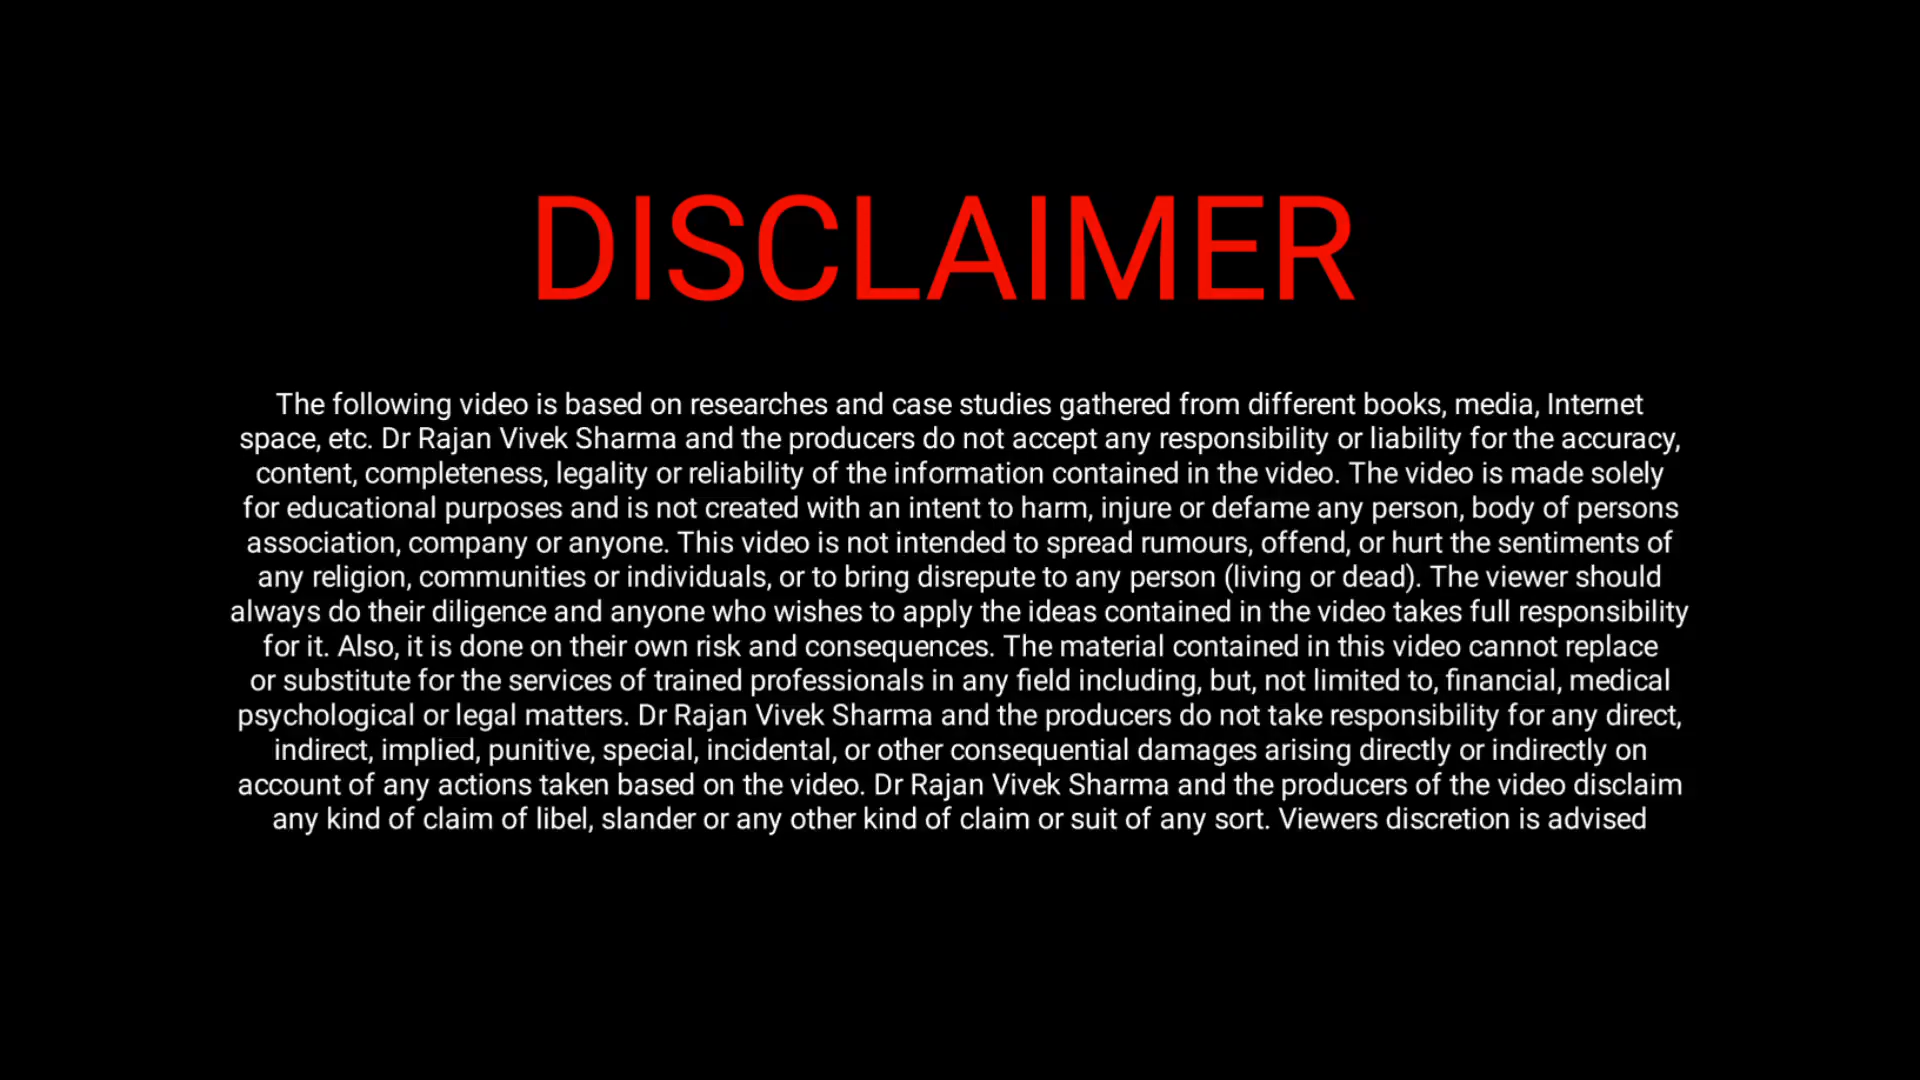 DISCLAIMER
The following video is based on researches and case studies gathered from different books, media, Internet
space, etc. Dr Rajan Vivek Sharma and the producers do not accept any responsibility or liability for the accuracy,
content, completeness, legality or reliability of the information contained in the video. The video is made solely
for educational purposes and is not created with an intent to harm, injure or defame any person, body of persons
association, company or anyone. This video is not intended to spread rumours, offend, or hurt the sentiments of
any religion, communities or individuals, or to bring disrepute to any person (living or dead). The viewer should
always do their diligence and anyone who wishes to apply the ideas contained in the video takes full responsibility
for it. Also, it is done on their own risk and consequences. The material contained in this video cannot replace
or substitute for the services of trained professionals in any field including, but, not limited to, financial, medical
psychological or legal matters. Dr Rajan Vivek Sharma and the producers do not take responsibility for any direct,
indirect, implied, punitive, special, incidental, or other consequential damages arising directly or indirectly on
account of any actions taken based on the video. Dr Rajan Vivek Sharma and the producers of the video disclaim
any kind of claim of libel, slander or any other kind of claim or suit of any sort. Viewers discretion is advised